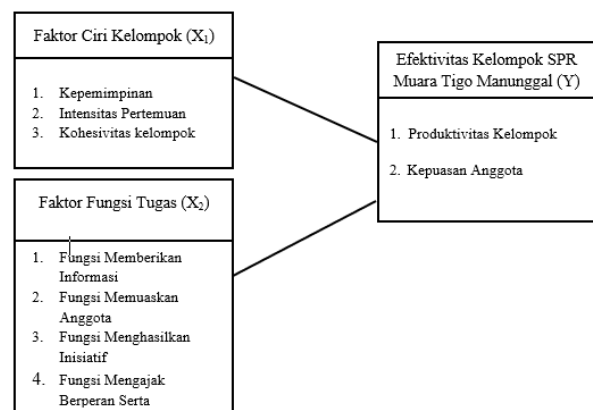 Faktor Ciri Kelompok (X₁)
1. Kepemimpinan
2. Intensitas Pertemuan
3. Kohesivitas kelompok
Faktor Fungsi Tugas (X₂)
1. Fungsi Memberikan
Informasi
2. Fungsi Memuaskan
Anggota
3. Fungsi Menghasilkan
Inisiatif
4. Fungsi Mengajak
Berperan Serta
Efektivitas Kelompok SPR
Muara Tigo Manunggal (Y)
1. Produktivitas Kelompok
2. Kepuasan Anggota